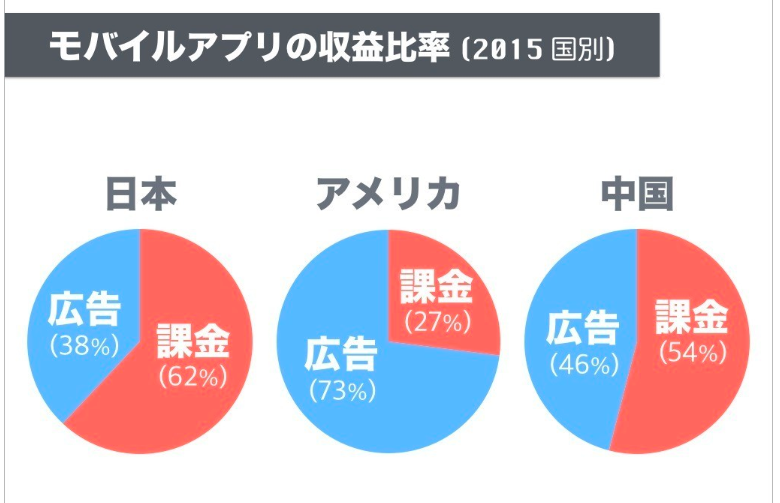 モバイルアプリの収益比率 (2015 国別)
日本
アメリカ
中国
広告
(38%)
課金
(62%)
課金
(27%)
広告
(73%)
広告
(46%)
課金
(54%)